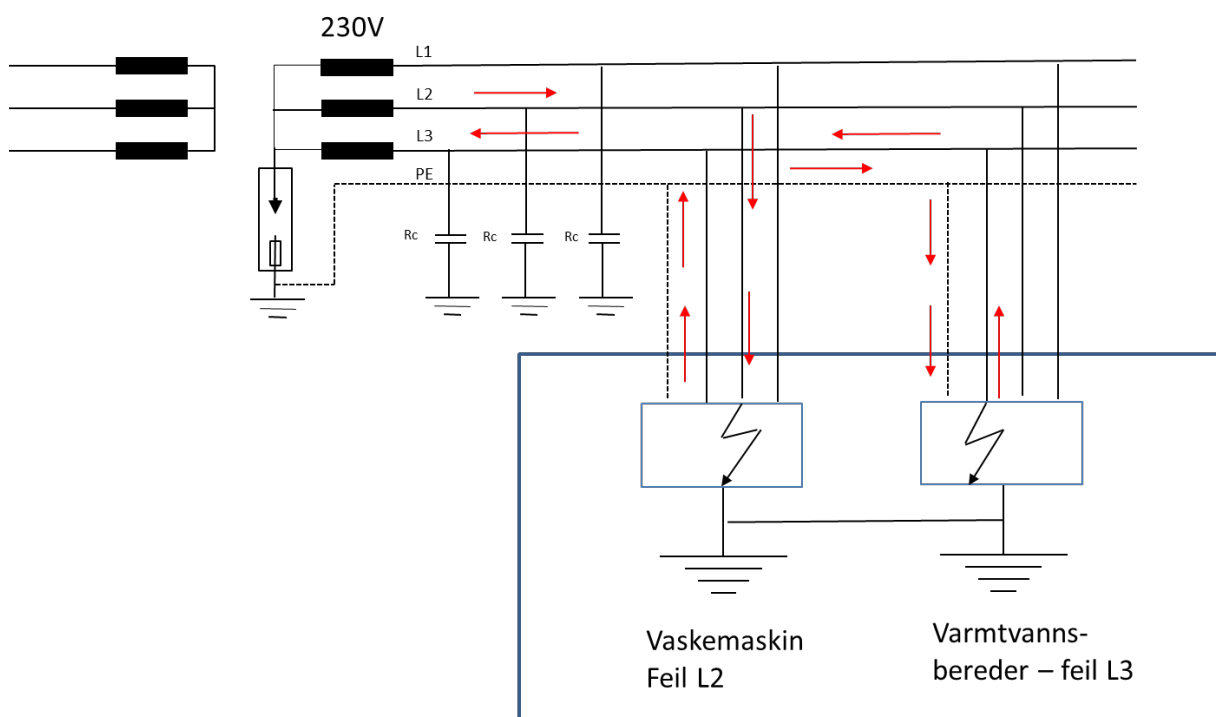 230V
L1
L2
L3
PE
Rc
Rc
Rc
Vaskemaskin
Feil L2
Varmtvanns-
bereder – feil L3